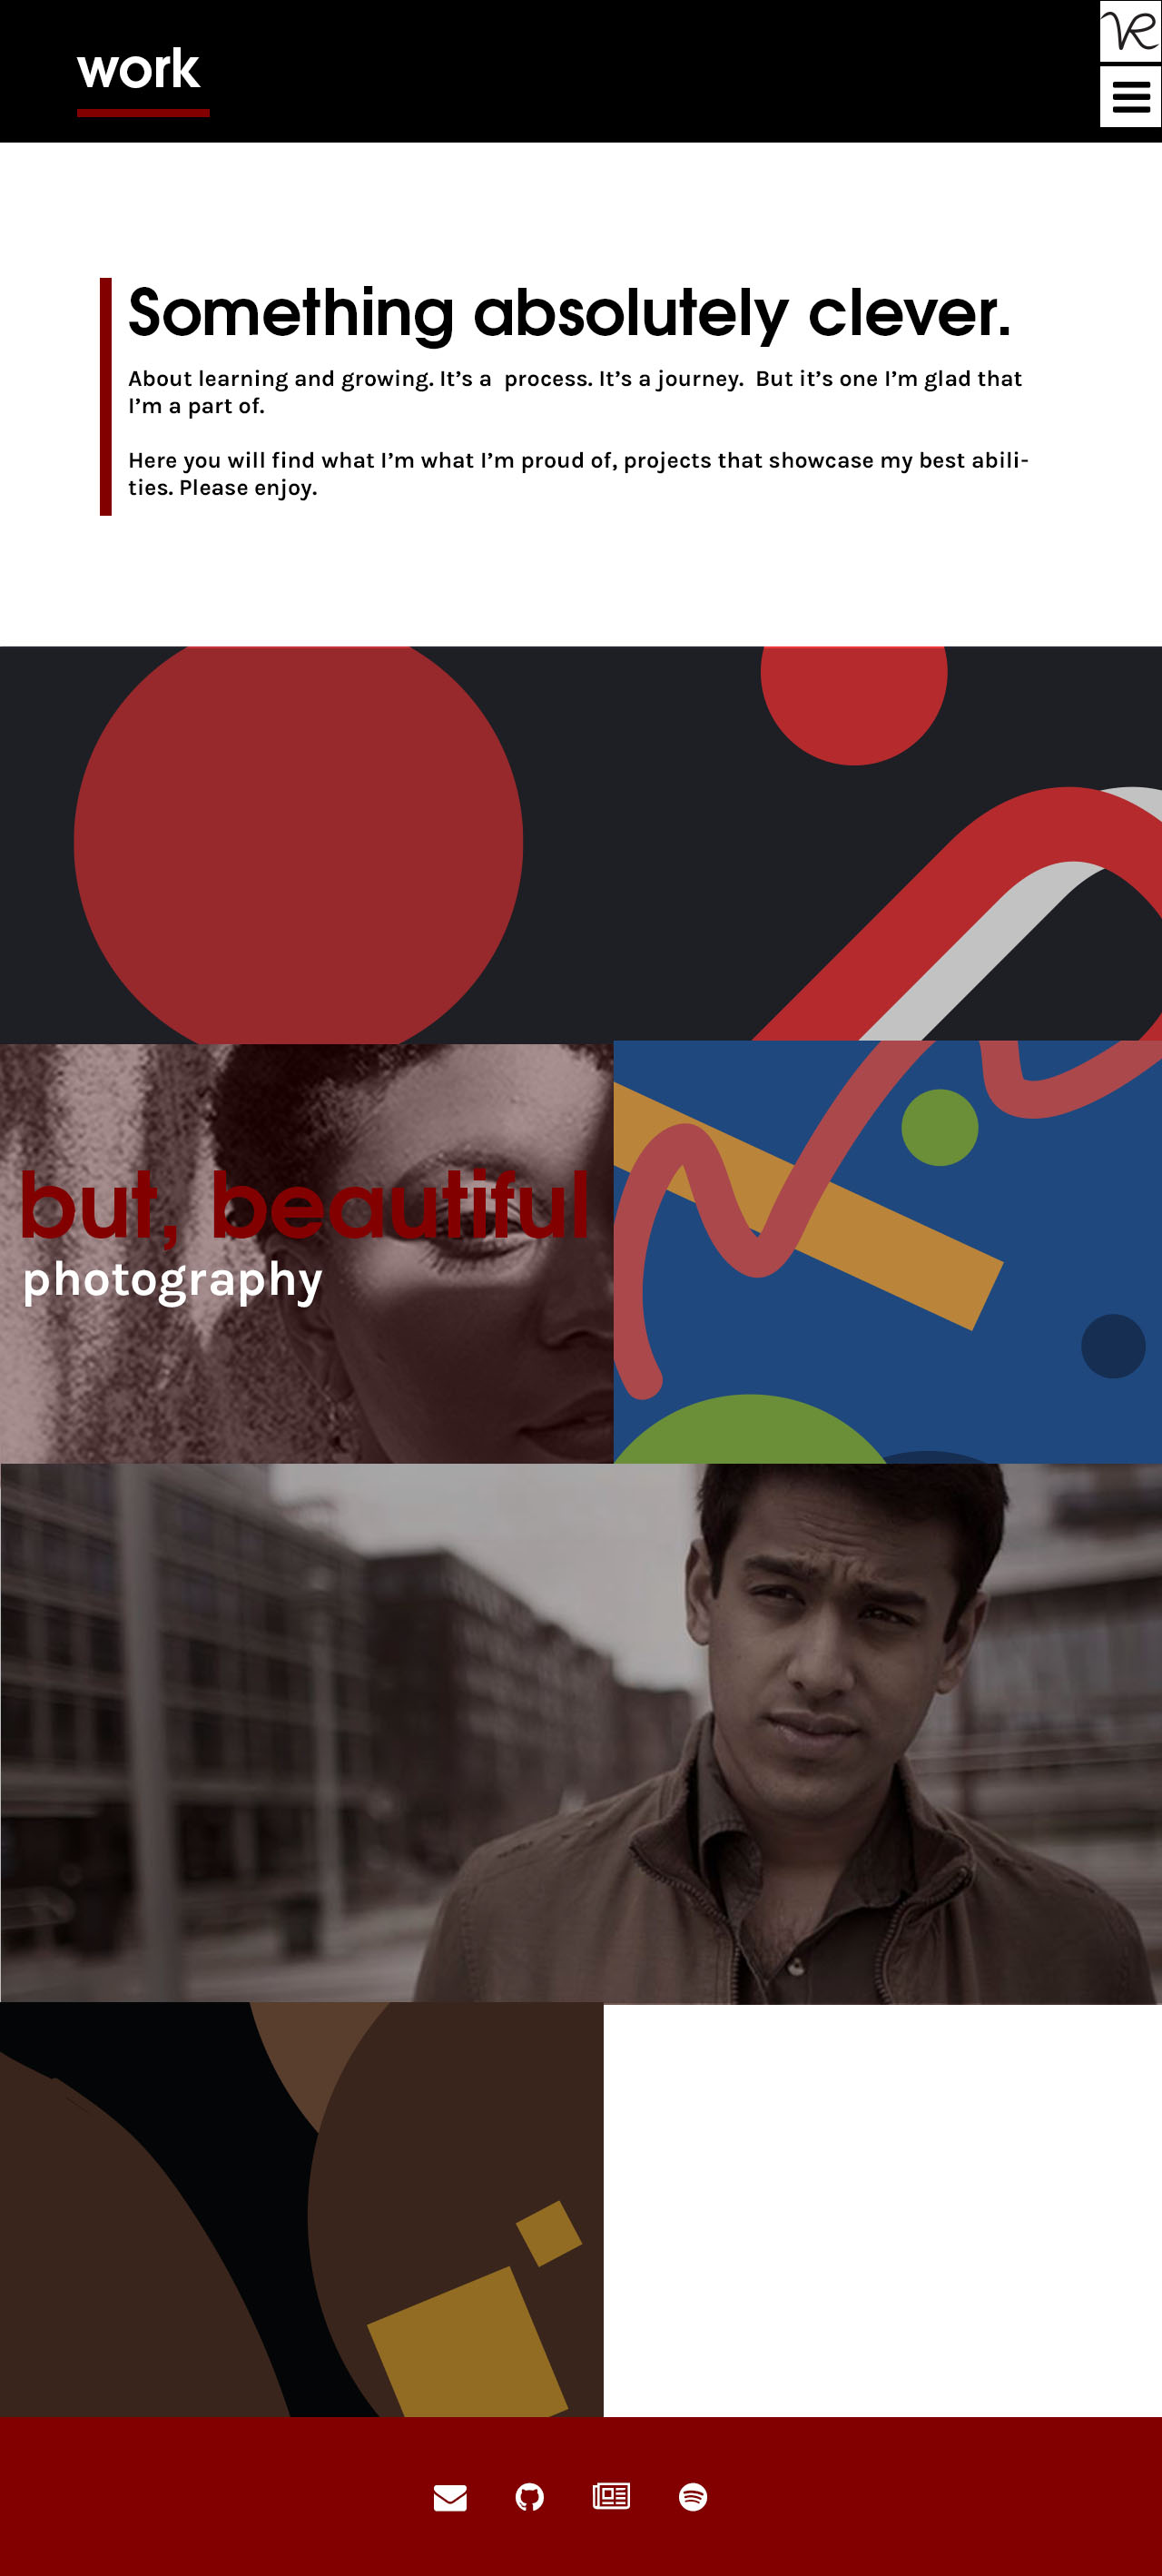 work
VR
Something absolutely clever.
About learning and growing. It’s a  process. It’s a journey.  But it’s one I’m glad that
I’m a part of.
Here you will find what I’m what I’m proud of, projects that showcase my best abili-
ties. Please enjoy.
but, beautiful
photography